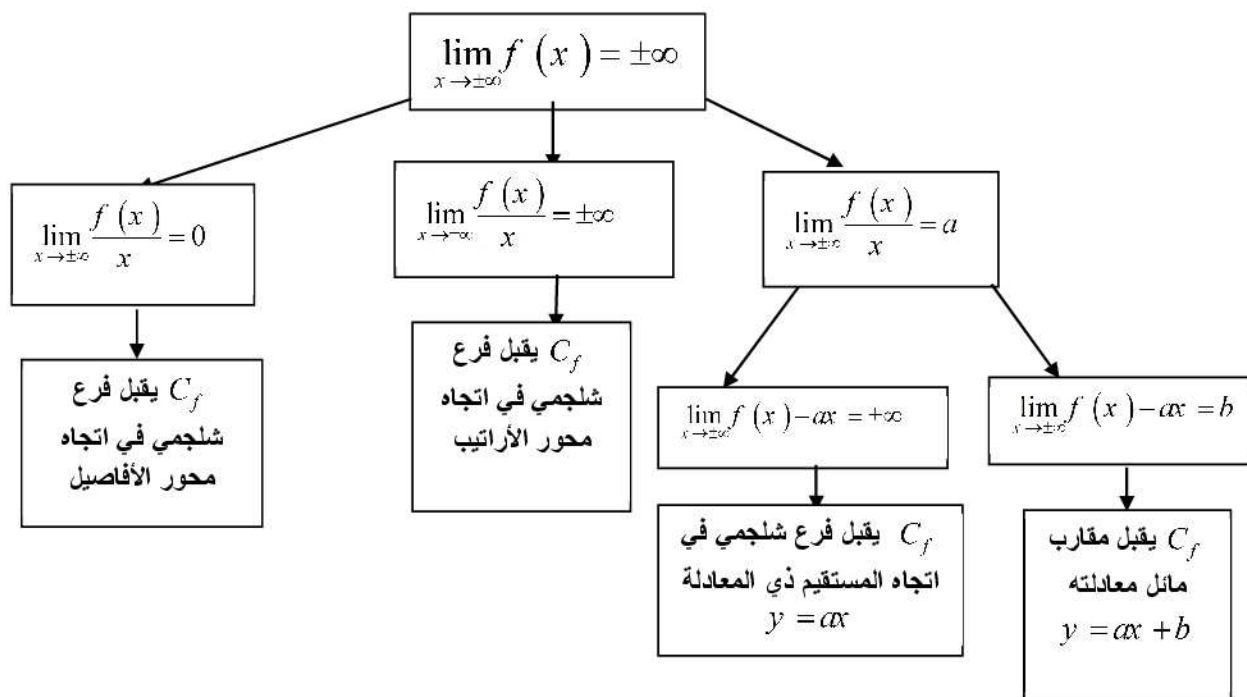 lim f(x) = ±∞
x→±∞
lim f(x)/x = 0
x→±∞
lim f(x)/x = ±∞
x→±∞
lim f(x)/x = a
x→±∞
C_f يقبل فرع
شلجمي في اتجاه
محور الأفاصيل
C_f يقبل فرع
شلجمي في اتجاه
محور الأراتيب
lim f(x) − ax = +∞
x→±∞
lim f(x) − ax = b
x→±∞
C_f يقبل فرع شلجمي في
اتجاه المستقيم ذي المعادلة
y = ax
C_f يقبل مقارب
مائل معادلته
y = ax + b